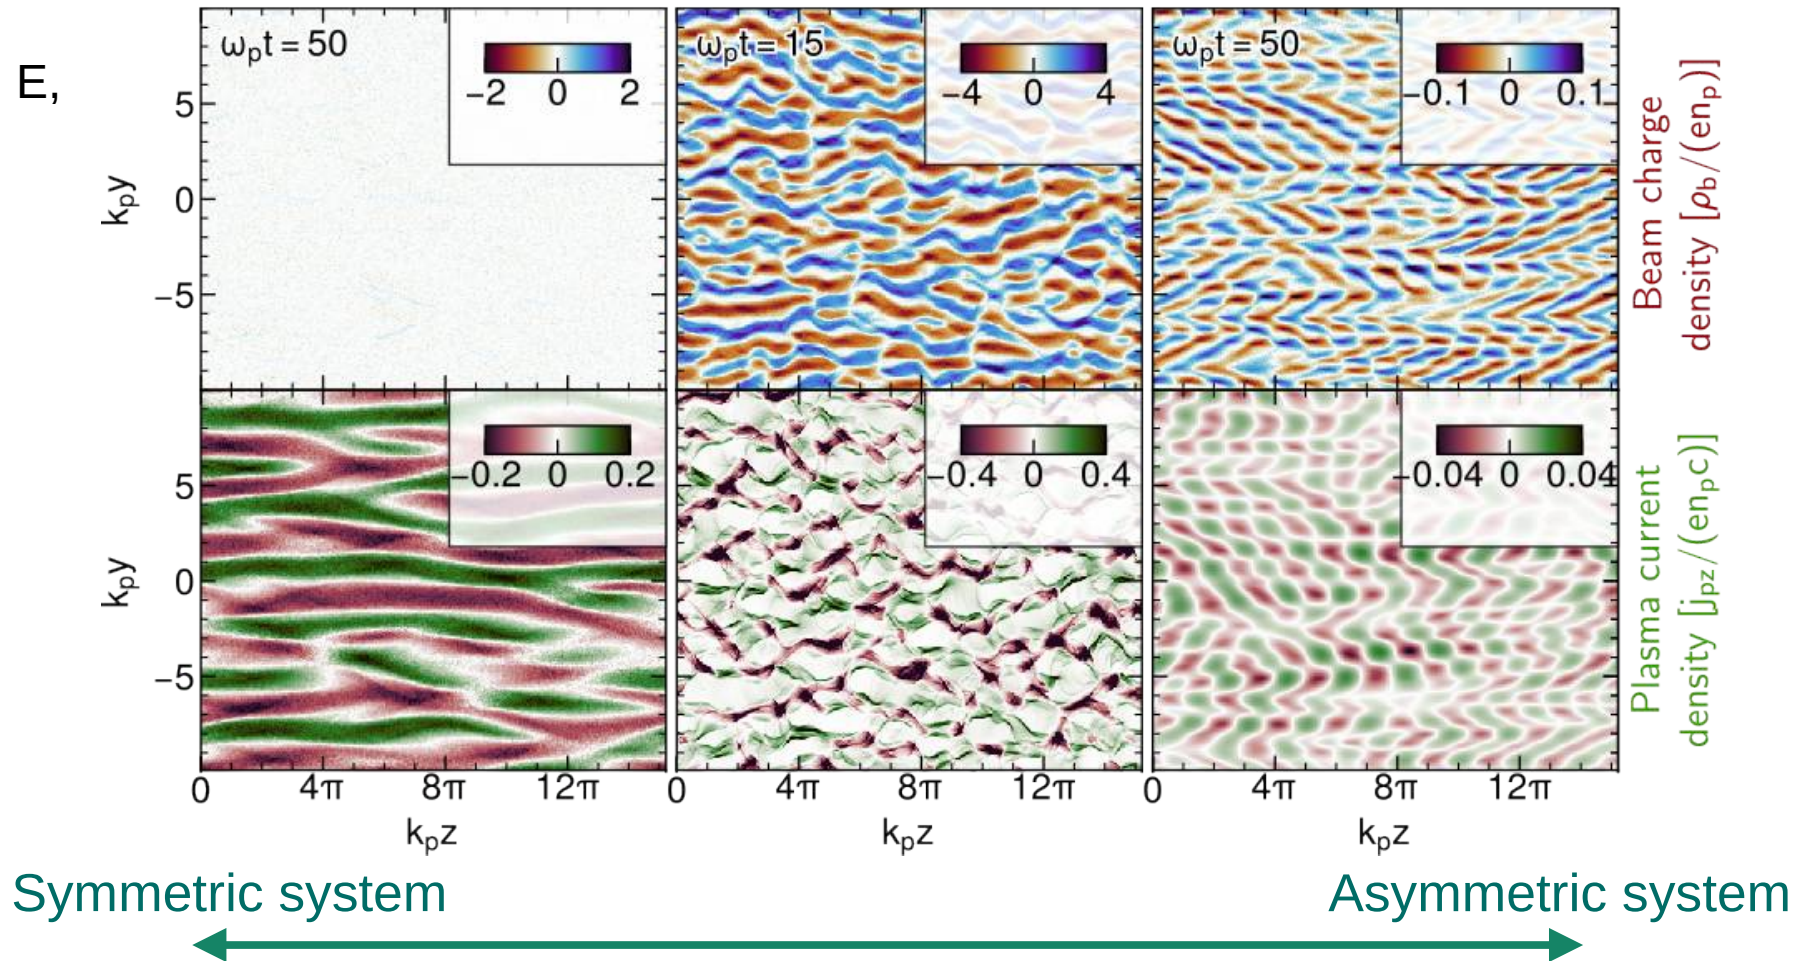 E,
ωₚt = 50
−2 0 2
ωₚt = 15
−4 0 4
ωₚt = 50
−0.1 0 0.1
5
0
−5
kₚy
Beam charge
density [ρb/(enₚ)]
−0.2 0 0.2
−0.4 0 0.4
−0.04 0 0.04
5
0
−5
kₚy
Plasma current
density [jₚz/(enₚc)]
0 4π 8π 12π
0 4π 8π 12π
0 4π 8π 12π
kₚz
kₚz
kₚz
Symmetric system
Asymmetric system